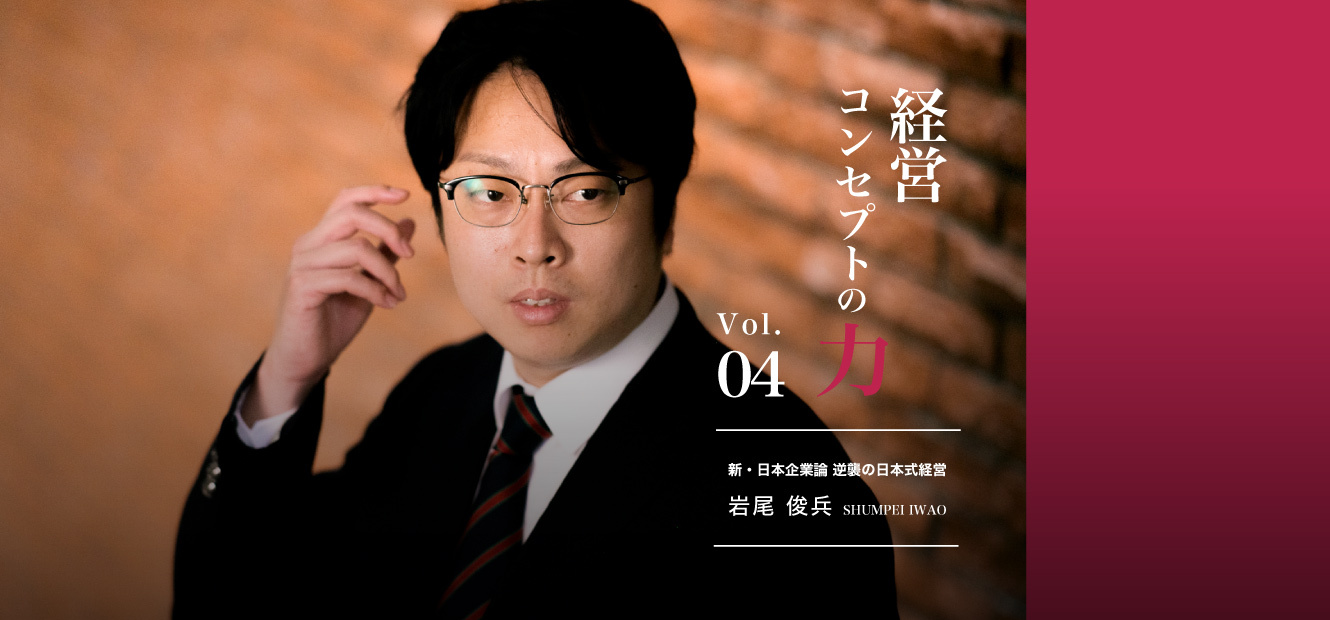 経営
コンセプトの
力
Vol.
04
新・日本企業論 逆襲の日本式経営
岩尾 俊兵 SHUMPEI IWAO